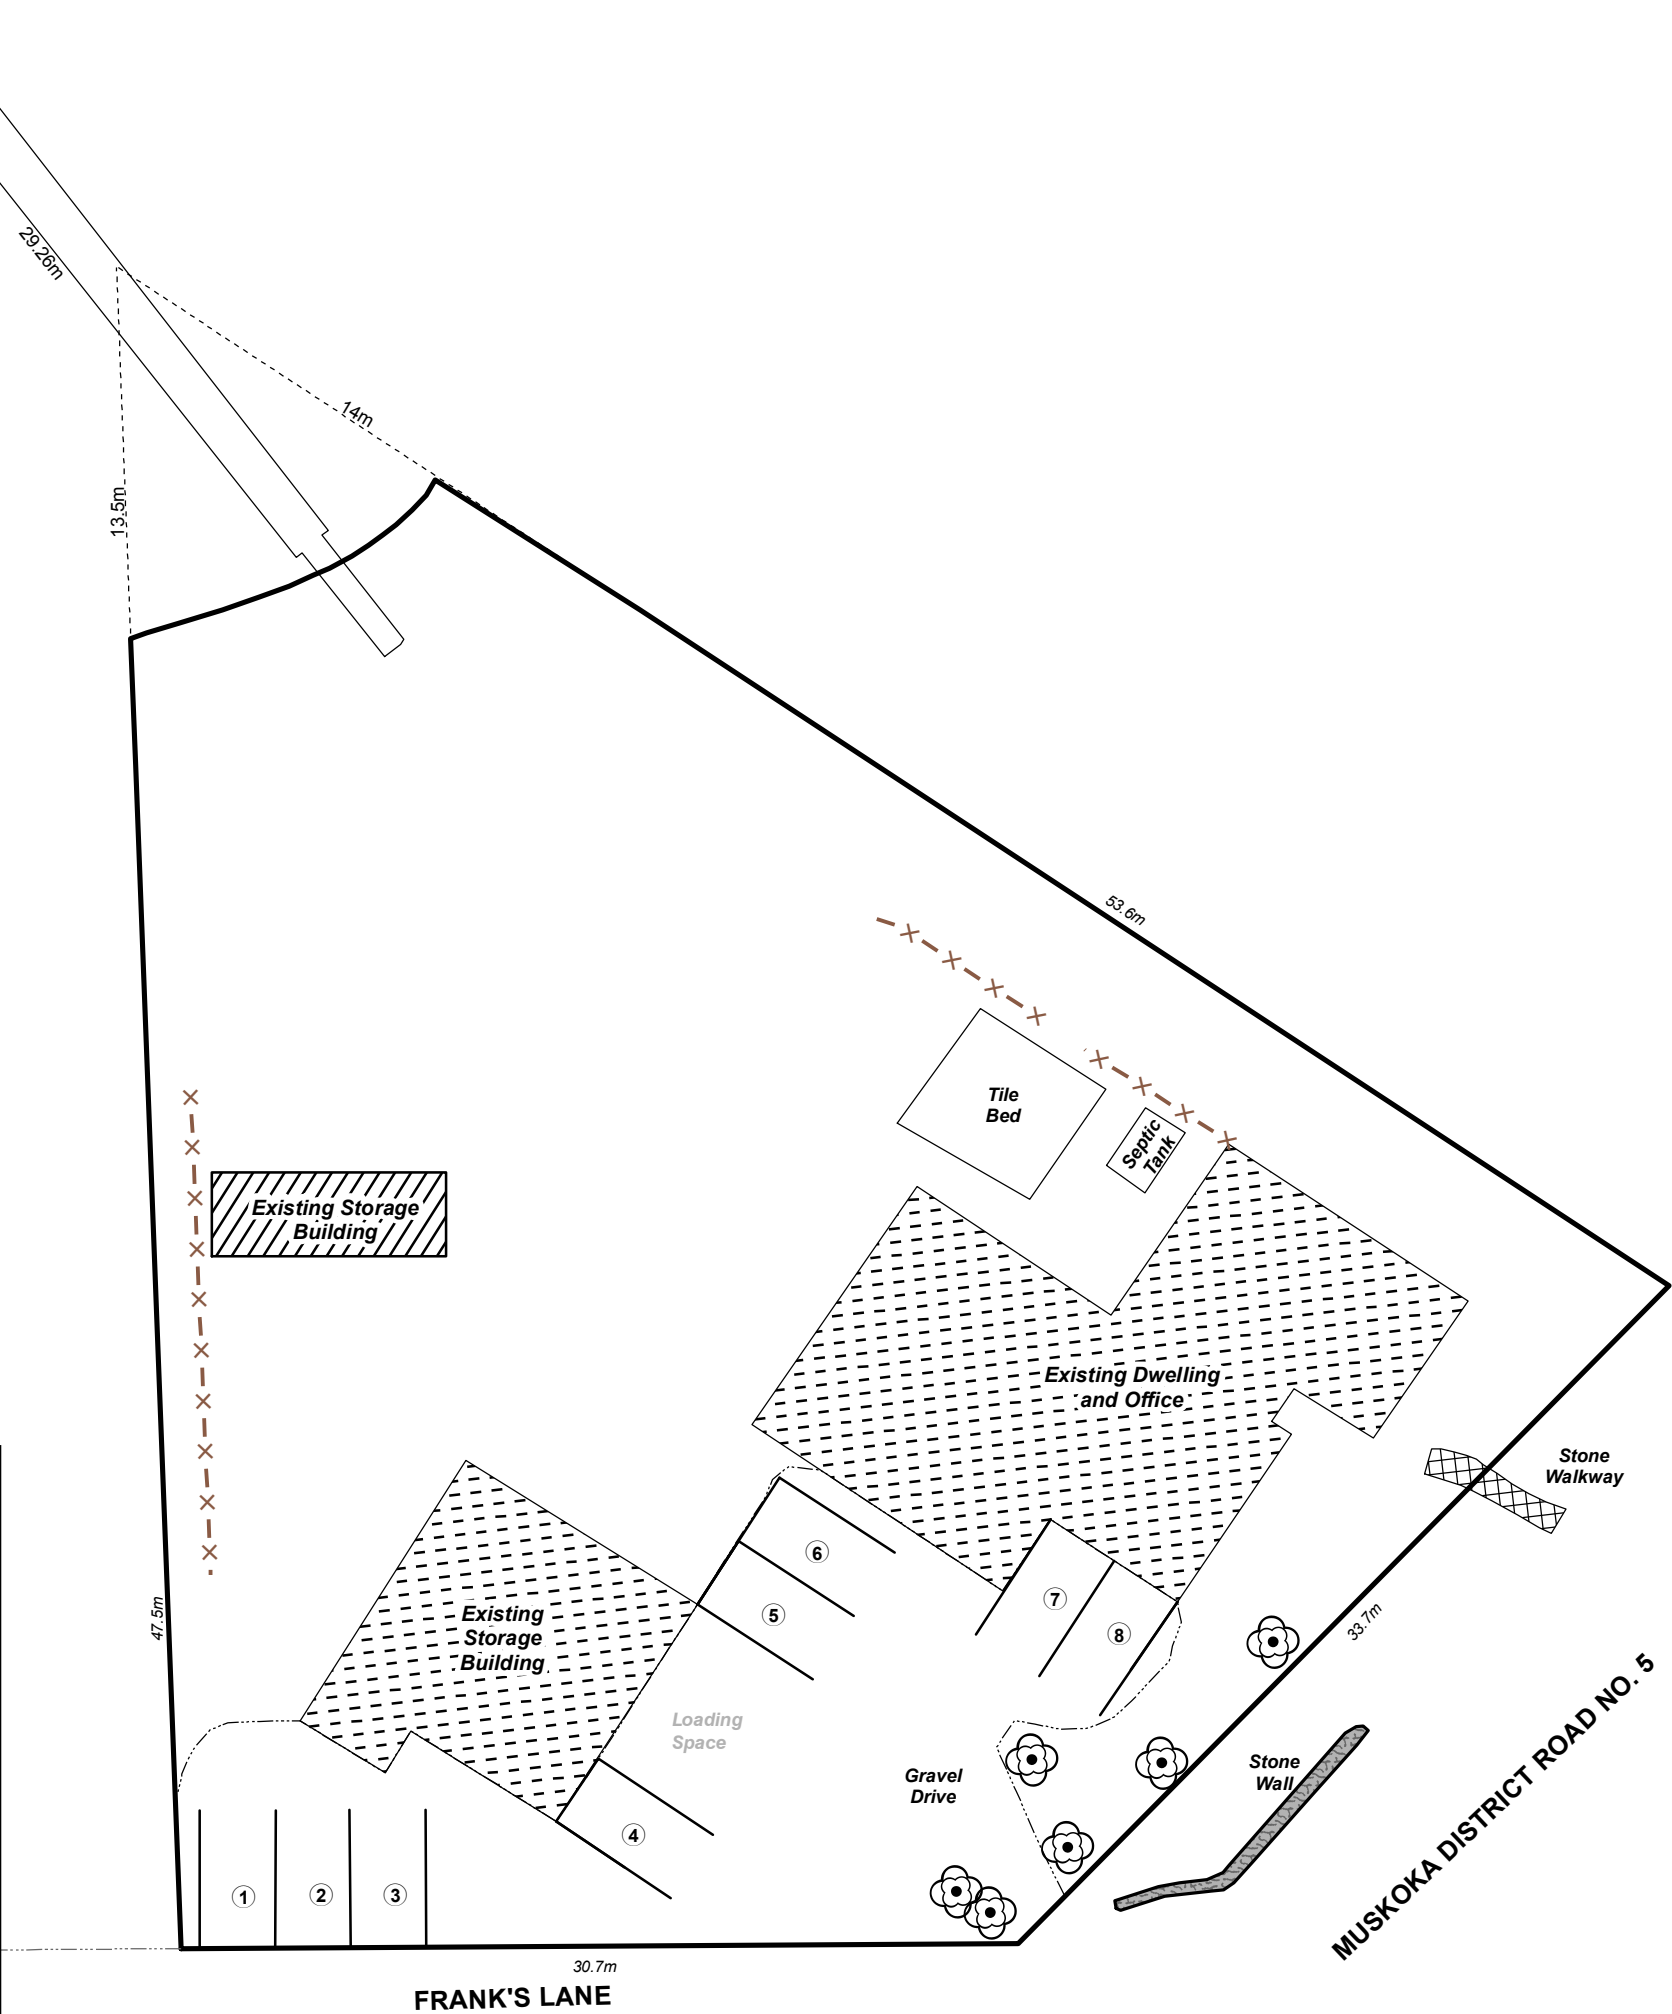 29.26m
14m
13.5m
53.6m
Tile
Bed
Septic
Tank
Existing Storage
Building
Existing Dwelling
and Office
Stone
Walkway
6
5
7
8
47.5m
Existing
Storage
Building
33.7m
Loading
Space
Gravel
Drive
Stone
Wall
MUSKOKA DISTRICT ROAD NO. 5
4
1
2
3
30.7m
FRANK'S LANE